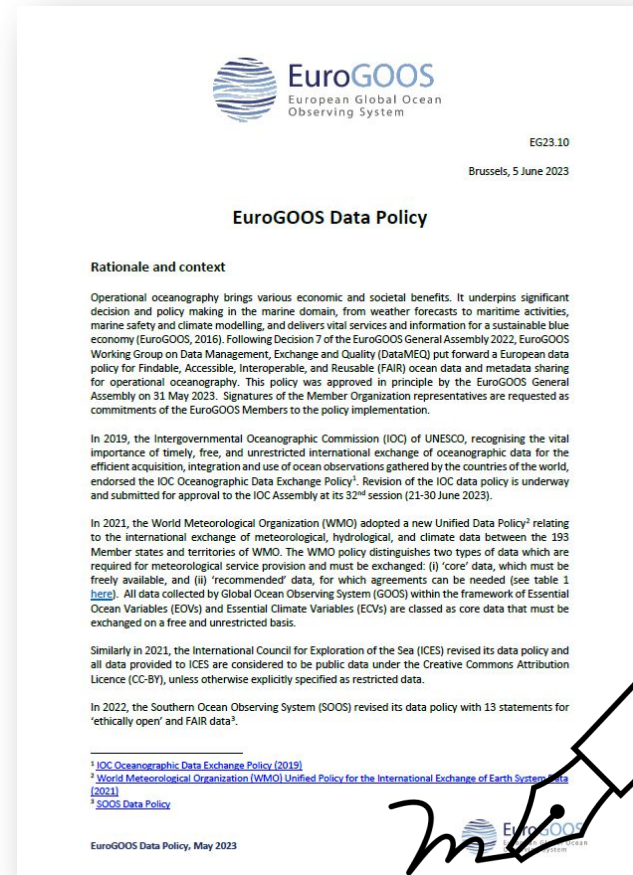 EuroGOOS
European Global Ocean
Observing System
EG23.10
Brussels, 5 June 2023
EuroGOOS Data Policy
Rationale and context
Operational oceanography brings various economic and societal benefits. It underpins significant
decision and policy making in the marine domain, from weather forecasts to maritime activities,
marine safety and climate modelling, and delivers vital services and information for a sustainable blue
economy (EuroGOOS, 2016). Following Decision 7 of the EuroGOOS General Assembly 2022, EuroGOOS
Working Group on Data Management, Exchange and Quality (DataMEQ) put forward a European data
policy for Findable, Accessible, Interoperable, and Reusable (FAIR) ocean data and metadata sharing
for operational oceanography. This policy was approved in principle by the EuroGOOS General
Assembly on 31 May 2023. Signatures of the Member Organization representatives are requested as
commitments of the EuroGOOS Members to the policy implementation.
In 2019, the Intergovernmental Oceanographic Commission (IOC) of UNESCO, recognising the vital
importance of timely, free, and unrestricted international exchange of oceanographic data for the
efficient acquisition, integration and use of ocean observations gathered by the countries of the world,
endorsed the IOC Oceanographic Data Exchange Policy¹. Revision of the IOC data policy is underway
and submitted for approval to the IOC Assembly at its 32nd session (21-30 June 2023).
In 2021, the World Meteorological Organization (WMO) adopted a new Unified Data Policy² relating
to the international exchange of meteorological, hydrological, and climate data between the 193
Member states and territories of WMO. The WMO policy distinguishes two types of data which are
required for meteorological service provision and must be exchanged: (i) ‘core’ data, which must be
freely available, and (ii) ‘recommended’ data, for which agreements can be needed (see table 1
here). All data collected by Global Ocean Observing System (GOOS) within the framework of Essential
Ocean Variables (EOVs) and Essential Climate Variables (ECVs) are classed as core data that must be
exchanged on a free and unrestricted basis.
Similarly in 2021, the International Council for Exploration of the Sea (ICES) revised its data policy and
all data provided to ICES are considered to be public data under the Creative Commons Attribution
Licence (CC-BY), unless otherwise explicitly specified as restricted data.
In 2022, the Southern Ocean Observing System (SOOS) revised its data policy with 13 statements for
‘ethically open’ and FAIR data³.
¹ IOC Oceanographic Data Exchange Policy (2019)
² World Meteorological Organization (WMO) Unified Policy for the International Exchange of Earth System Data
(2021)
³ SOOS Data Policy
EuroGOOS Data Policy, May 2023
EuroGOOS